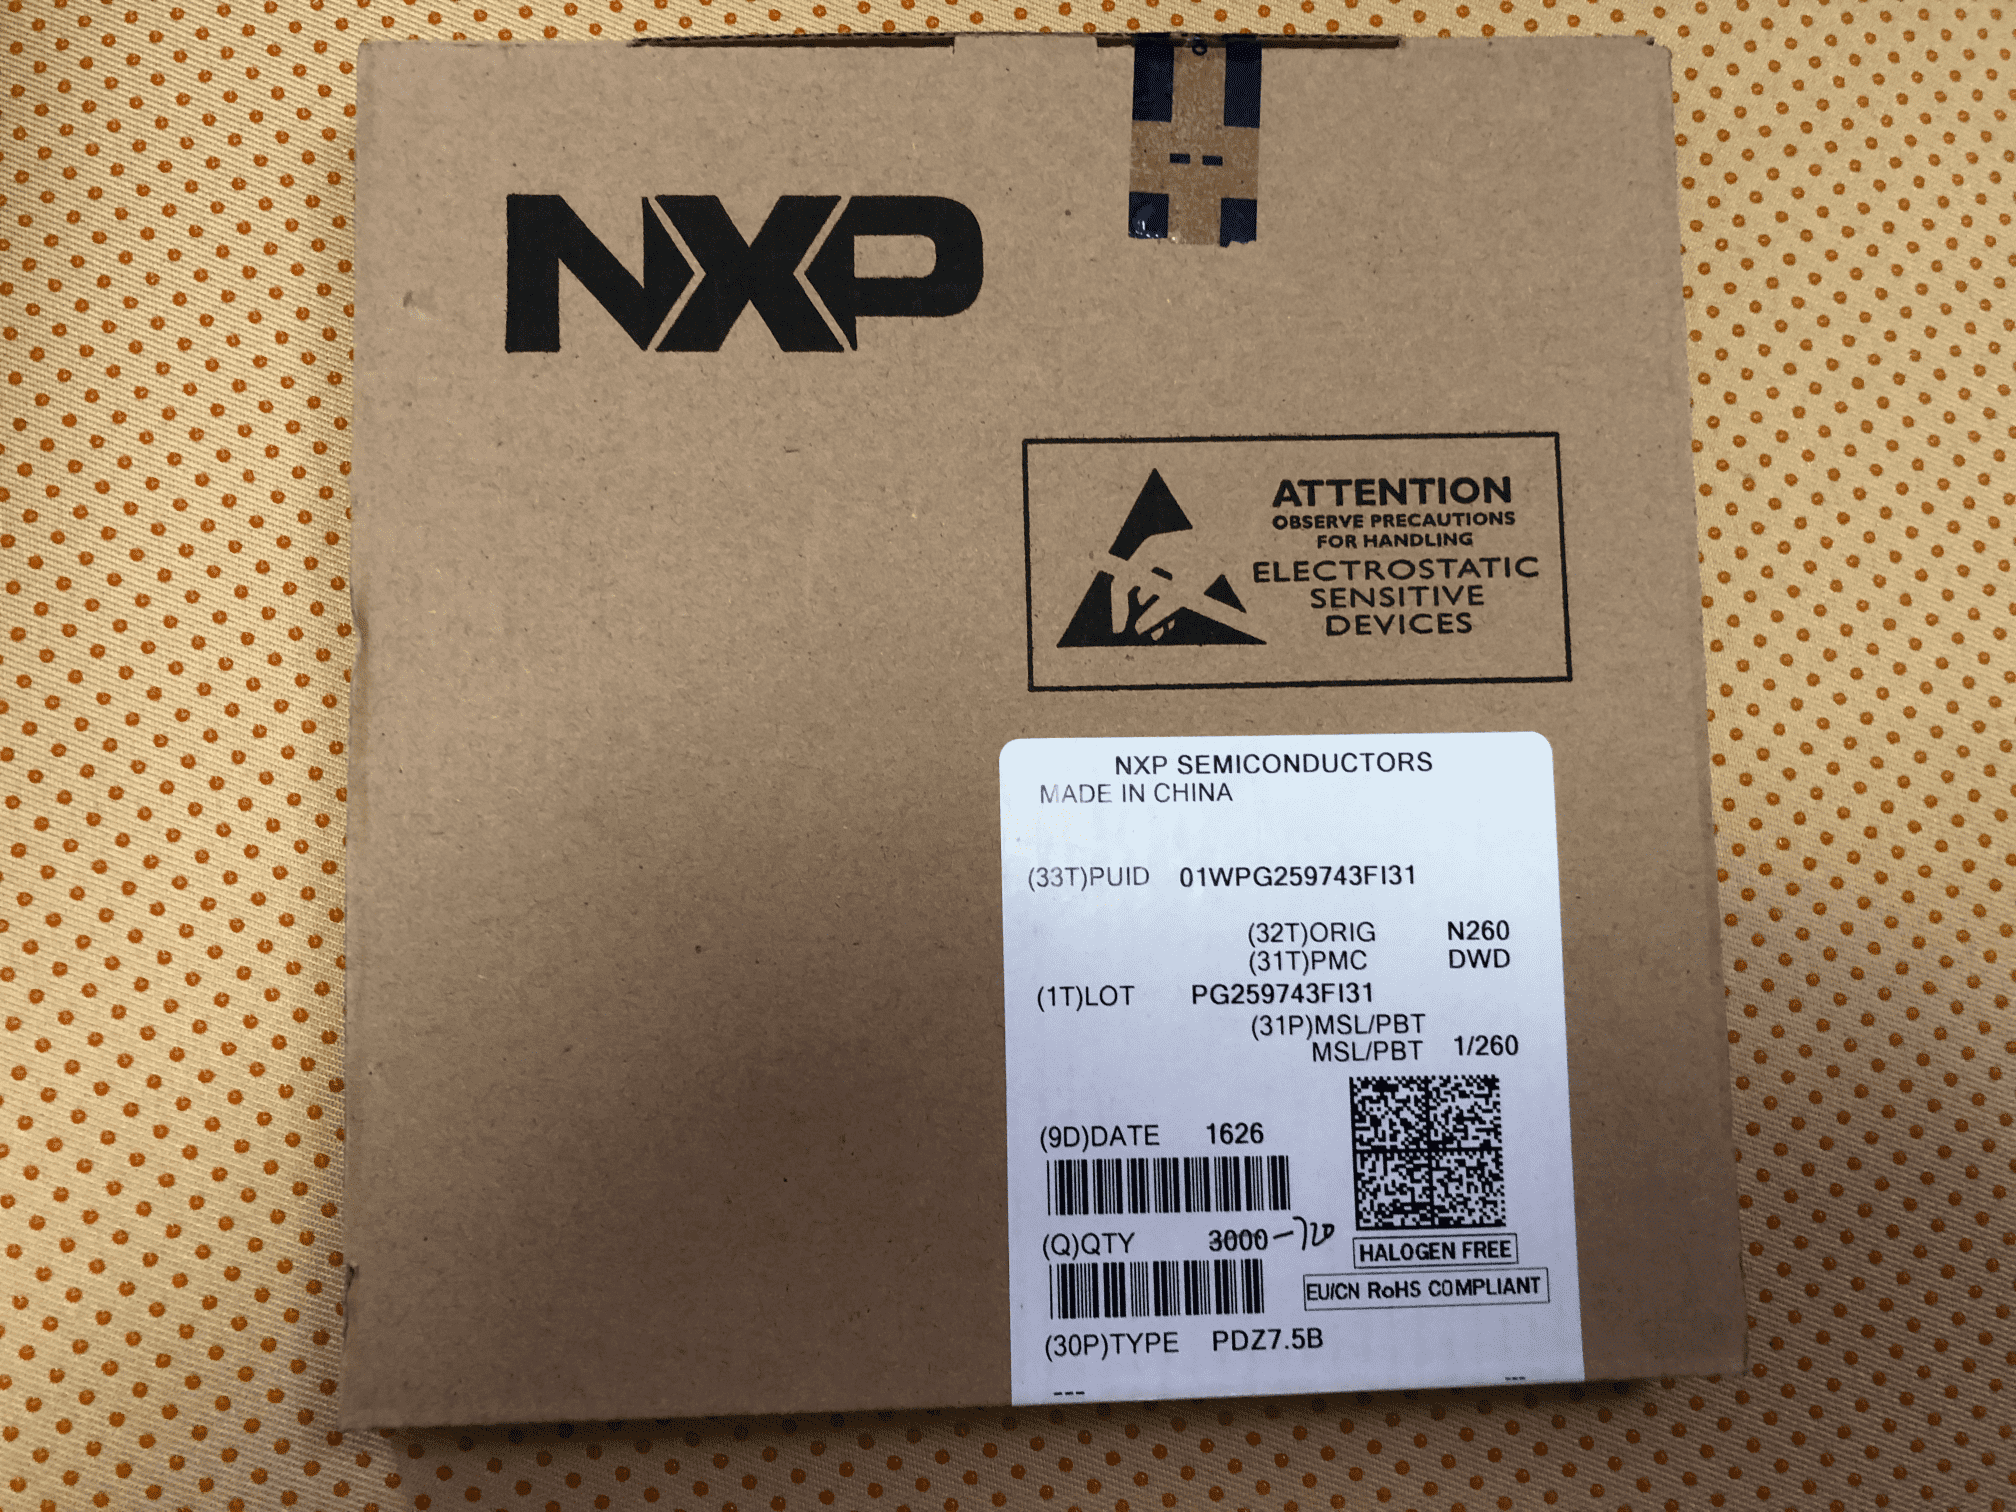 NXP
ATTENTION
OBSERVE PRECAUTIONS
FOR HANDLING
ELECTROSTATIC
SENSITIVE
DEVICES
NXP SEMICONDUCTORS
MADE IN CHINA
(33T)PUID 01WPG259743FI31
(32T)ORIG N260
(31T)PMC DWD
(1T)LOT PG259743FI31
(31P)MSL/PBT
MSL/PBT 1/260
(9D)DATE 1626
(Q)QTY 3000-720
HALOGEN FREE
EU/CN RoHS COMPLIANT
(30P)TYPE PDZ7.5B